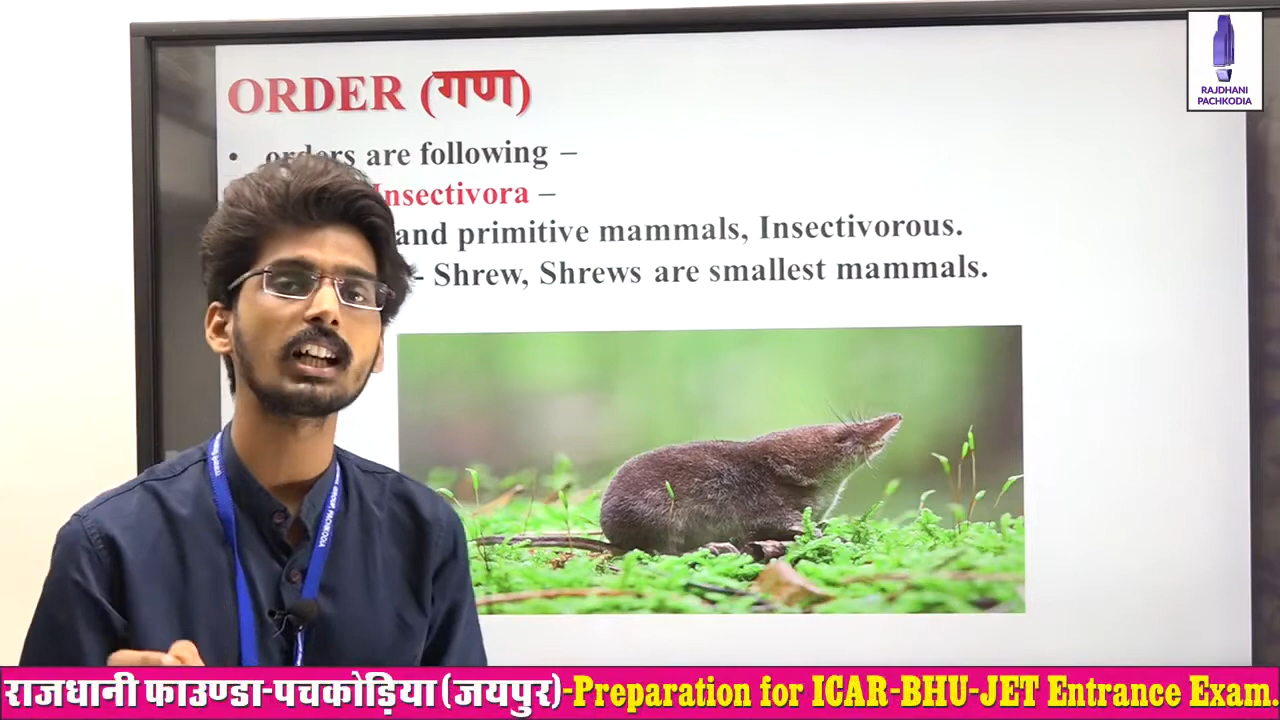 ORDER (गण)
• orders are following –
Insectivora –
and primitive mammals, Insectivorous.
- Shrew, Shrews are smallest mammals.
RAJDHANI
PACHKODIA
राजधानी फाउण्डा-पचकोड़िया (जयपुर)-Preparation for ICAR-BHU-JET Entrance Exam.